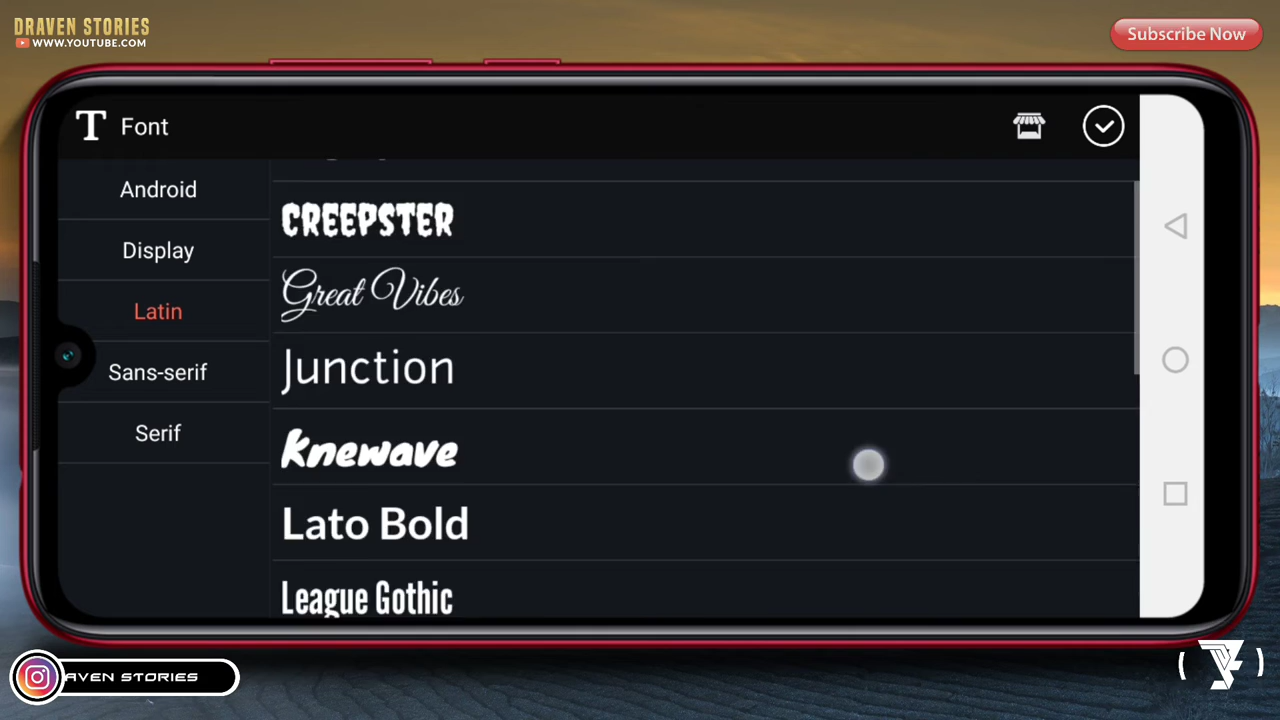 DRAVEN STORIES
WWW.YOUTUBE.COM
Subscribe Now
T Font
Android
Display
Latin
Sans-serif
Serif
CREEPSTER
Great Vibes
Junction
Knewave
Lato Bold
League Gothic
AVEN STORIES